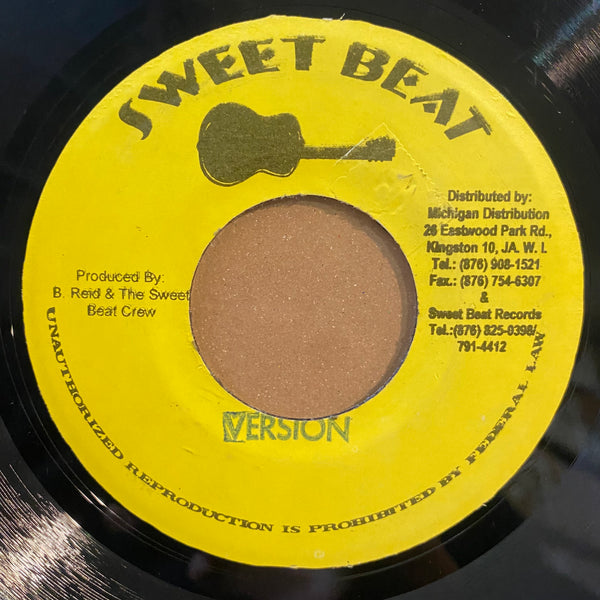 SWEET BEAT
Distributed by:
Michigan Distribution
26 Eastwood Park Rd.,
Kingston 10, JA. W. I.
Tel.: (876) 908-1521
Fax.: (876) 754-6307
&
Sweet Beat Records
Tel.:(876) 825-0398/
791-4412
Produced By:
B. Reid & The Sweet
Beat Crew
VERSION
UNAUTHORIZED REPRODUCTION IS PROHIBITED BY FEDERAL LAW